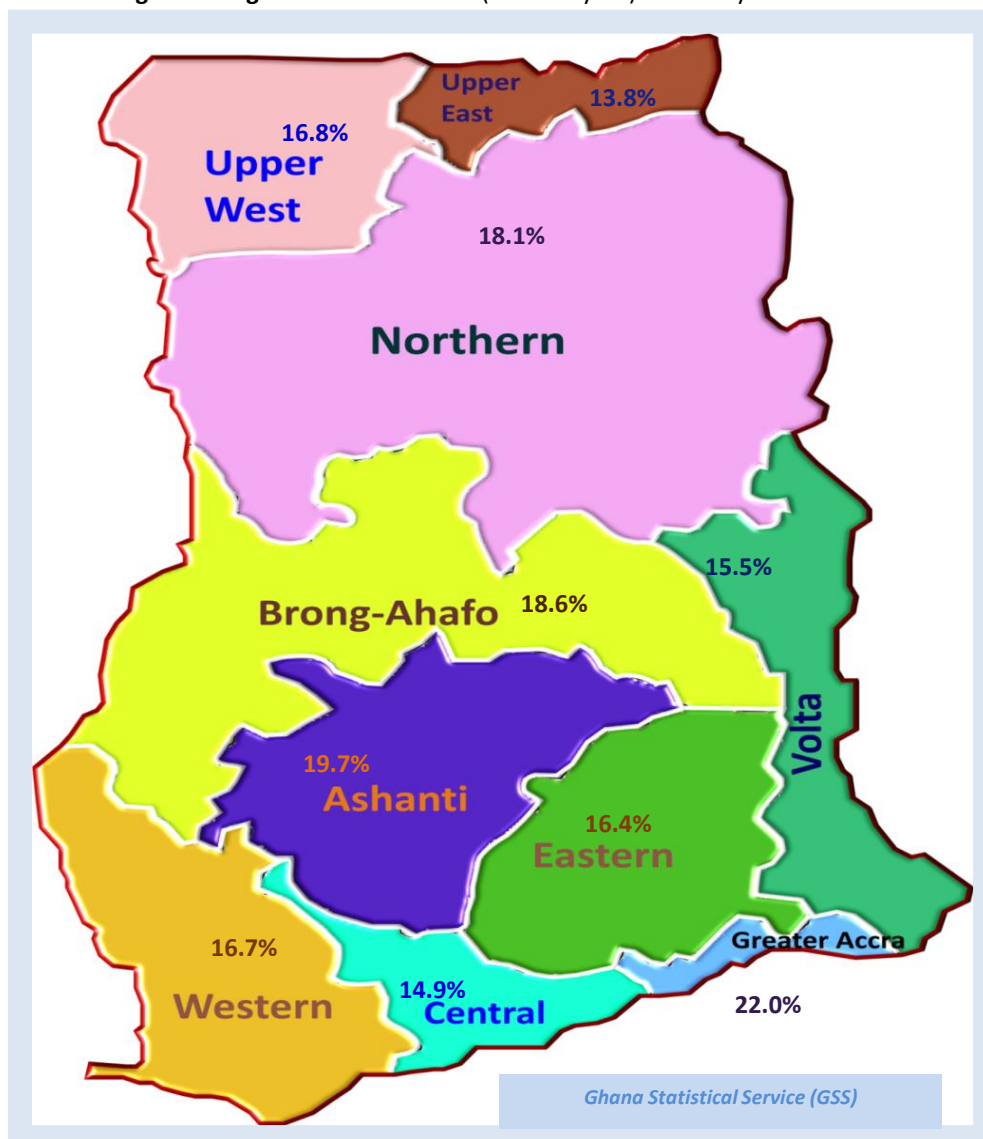 Upper
East
13.8%
16.8%
Upper
West
18.1%
Northern
15.5%
Brong-Ahafo 18.6%
Volta
19.7%
Ashanti
16.4%
Eastern
Greater Accra
16.7%
Western
14.9%
Central
22.0%
Ghana Statistical Service (GSS)